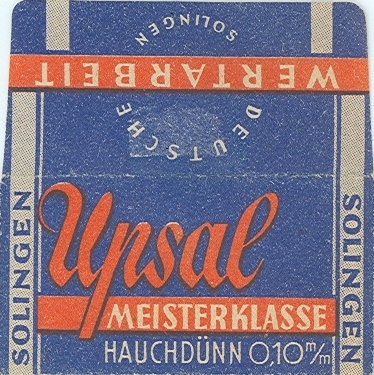 SOLINGEN
WERTARBEIT
DEUTSCHE
SOLINGEN
Upsal
MEISTERKLASSE
HAUCHDÜNN 0,10 m/m
SOLINGEN